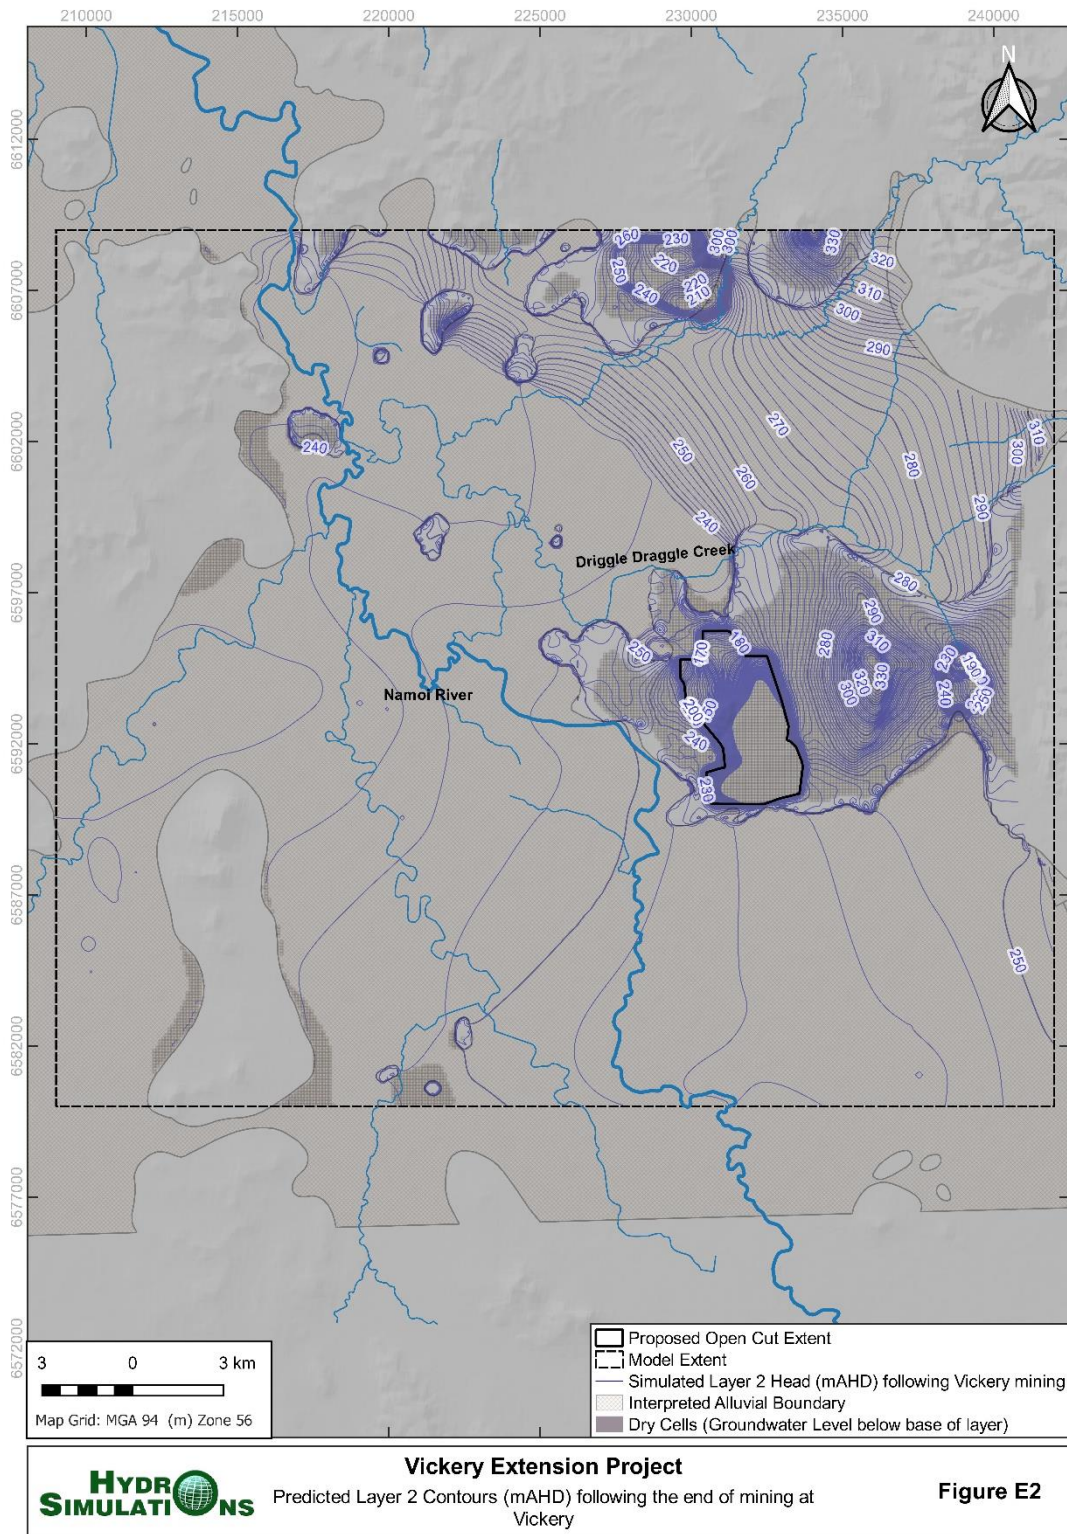 210000 215000 220000 225000 230000 235000 240000
N
6612000
6607000
6602000
6597000
6592000
6587000
6582000
6577000
6572000
260 230 300 300 330 320
250 220 220 310
240 210 300
290
270
250 310
240 260 280 300
290
240
Driggle Draggle Creek
280
290
250 170 180 280 310 230 190
320 330
300 240 250
Namoi River
200
240
230
250
3 0 3 km
Map Grid: MGA 94 (m) Zone 56
Proposed Open Cut Extent
Model Extent
Simulated Layer 2 Head (mAHD) following Vickery mining
Interpreted Alluvial Boundary
Dry Cells (Groundwater Level below base of layer)
HYDRO
SIMULATIONS
Vickery Extension Project
Predicted Layer 2 Contours (mAHD) following the end of mining at
Vickery
Figure E2